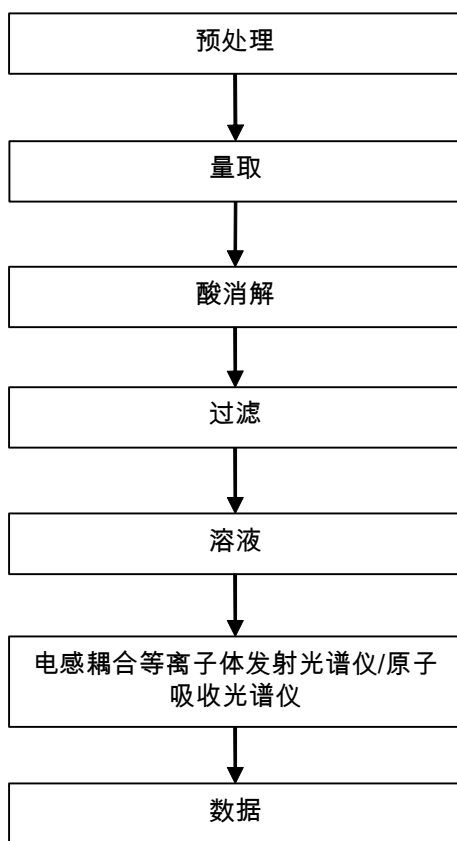 预处理
量取
酸消解
过滤
溶液
电感耦合等离子体发射光谱仪/原子
吸收光谱仪
数据